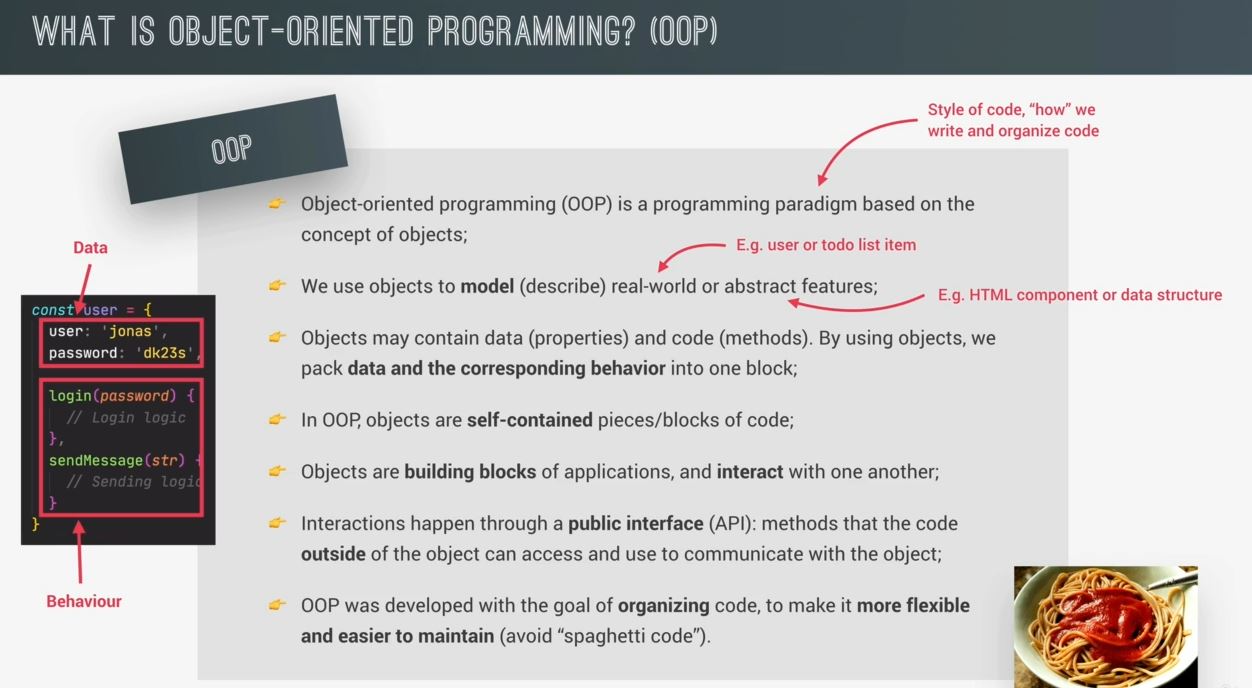 WHAT IS OBJECT-ORIENTED PROGRAMMING? (OOP)
OOP
Style of code, “how” we
write and organize code
Object-oriented programming (OOP) is a programming paradigm based on the
concept of objects;
E.g. user or todo list item
We use objects to model (describe) real-world or abstract features;
E.g. HTML component or data structure
Objects may contain data (properties) and code (methods). By using objects, we
pack data and the corresponding behavior into one block;
In OOP, objects are self-contained pieces/blocks of code;
Objects are building blocks of applications, and interact with one another;
Interactions happen through a public interface (API): methods that the code
outside of the object can access and use to communicate with the object;
OOP was developed with the goal of organizing code, to make it more flexible
and easier to maintain (avoid “spaghetti code”).
Data
const user = {
user: 'jonas',
password: 'dk23s',
login(password) {
// Login logic
},
sendMessage(str) {
// Sending logic
}
}
Behaviour